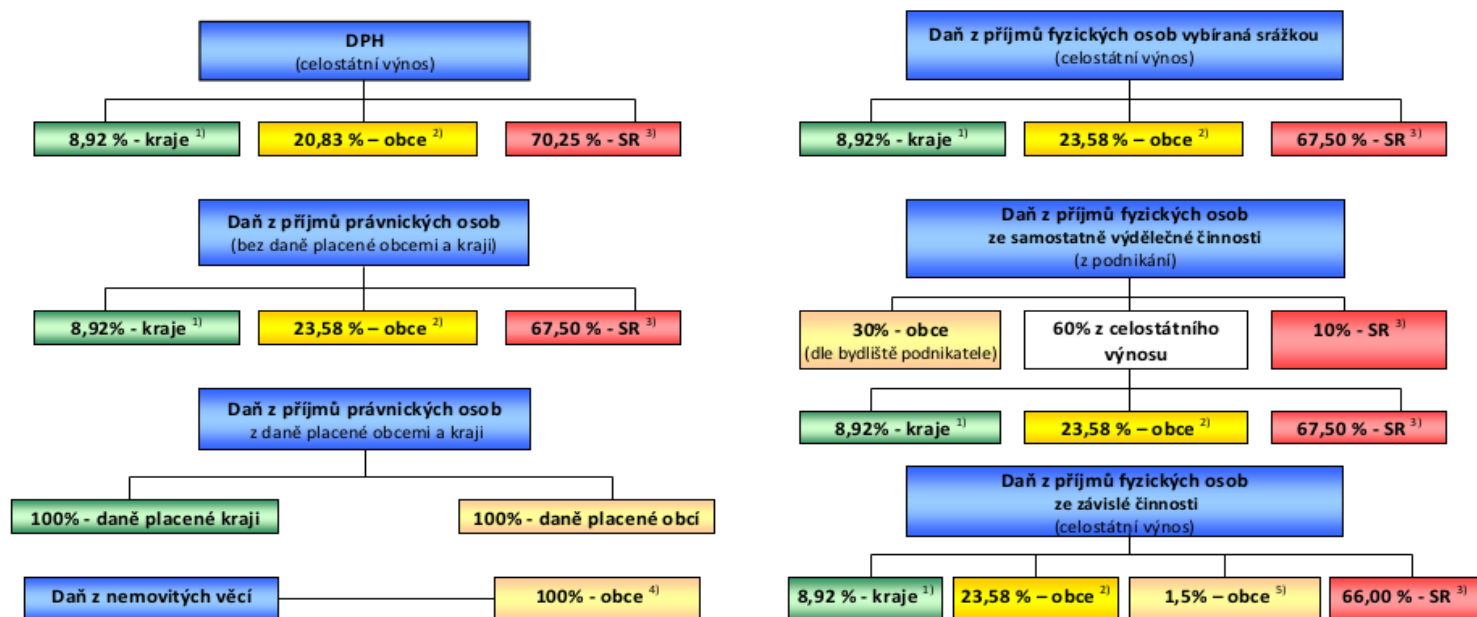 DPH
(celostátní výnos)
8,92 % - kraje 1)
20,83 % – obce 2)
70,25 % - SR 3)
Daň z příjmů právnických osob
(bez daně placené obcemi a kraji)
8,92% - kraje 1)
23,58 % – obce 2)
67,50 % - SR 3)
Daň z příjmů právnických osob
z daně placené obcemi a kraji
100% - daně placené kraji
100% - daně placené obcí
Daň z nemovitých věcí
100% - obce 4)
Daň z příjmů fyzických osob vybíraná srážkou
(celostátní výnos)
8,92% - kraje 1)
23,58 % – obce 2)
67,50 % - SR 3)
Daň z příjmů fyzických osob
ze samostatně výdělečné činnosti
(z podnikání)
30% - obce
(dle bydliště podnikatele)
60% z celostátního
výnosu
10% - SR 3)
8,92% - kraje 1)
23,58 % – obce 2)
67,50 % - SR 3)
Daň z příjmů fyzických osob
ze závislé činnosti
(celostátní výnos)
8,92 % - kraje 1)
23,58 % – obce 2)
1,5% – obce 5)
66,00 % - SR 3)